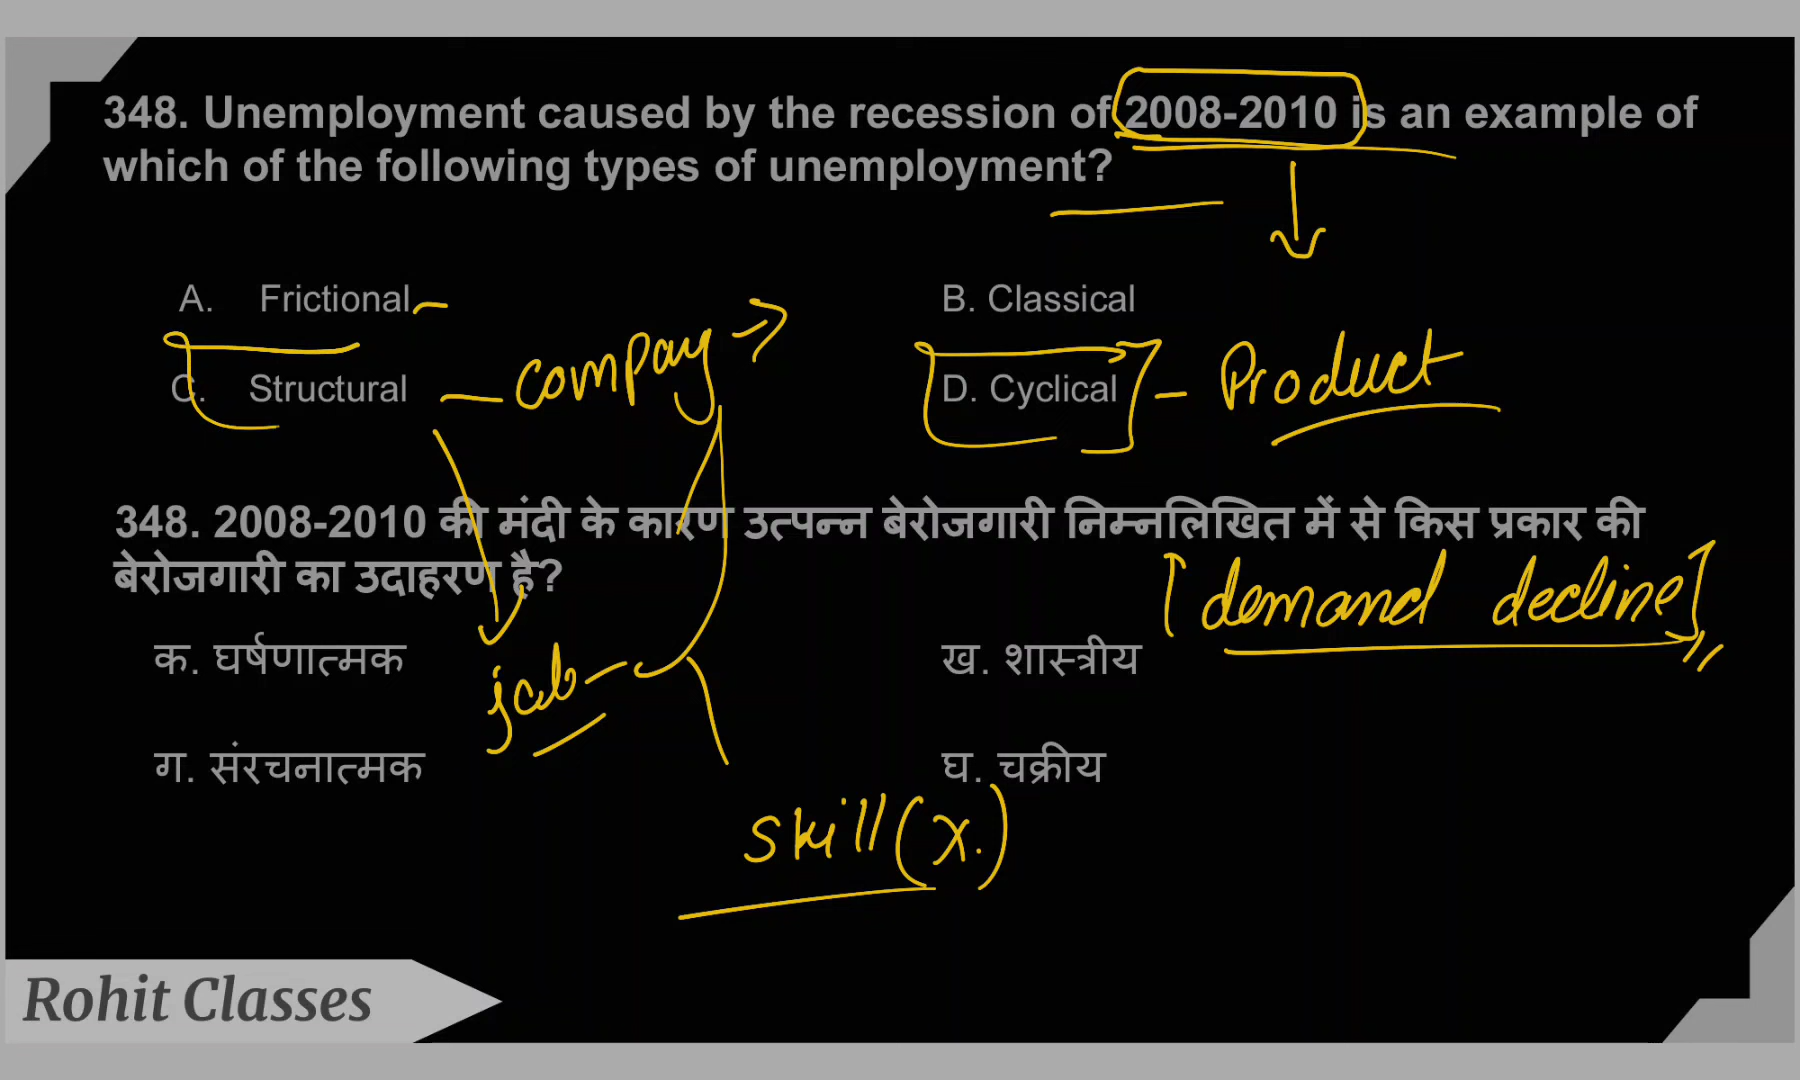 348. Unemployment caused by the recession of 2008-2010 is an example of
which of the following types of unemployment?
A. Frictional
B. Classical
C. Structural
company
D. Cyclical
Product
348. 2008-2010 की मंदी के कारण उत्पन्न बेरोजगारी निम्नलिखित में से किस प्रकार की
बेरोजगारी का उदाहरण है?
[demand decline]
क. घर्षणात्मक
ख. शास्त्रीय
job
ग. संरचनात्मक
घ. चक्रीय
skill (x.)
Rohit Classes